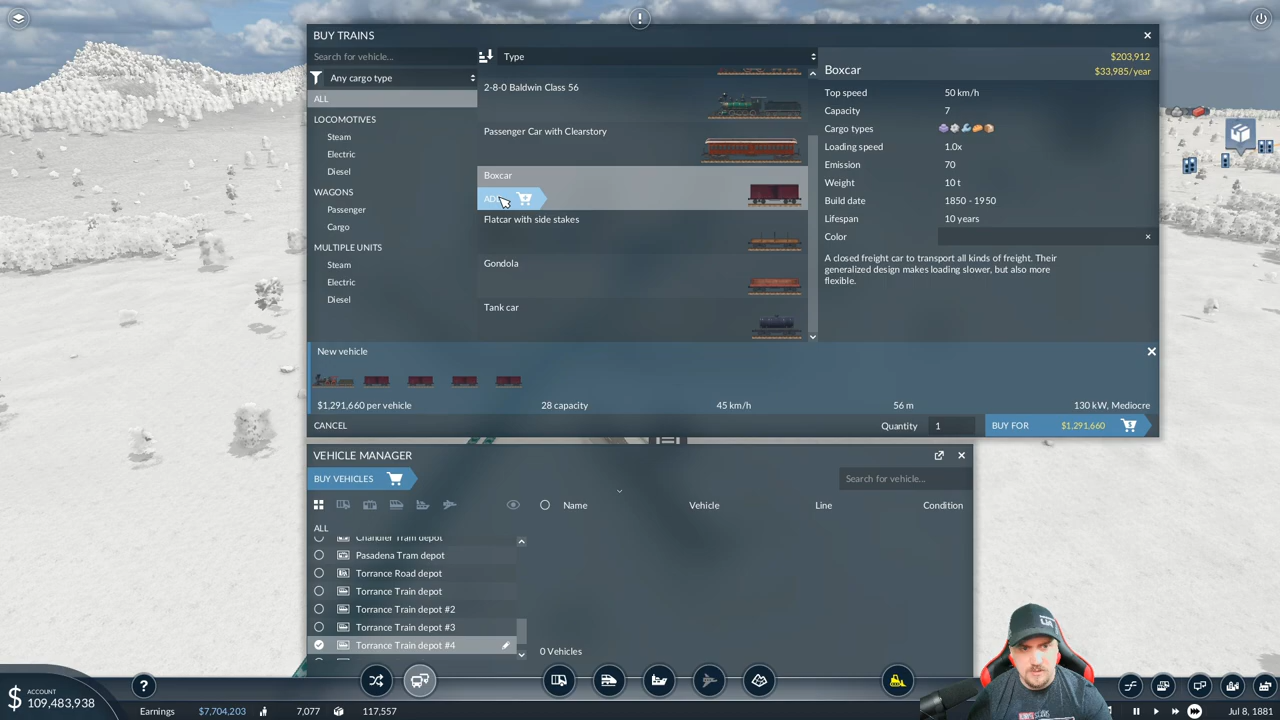 BUY TRAINS
Search for vehicle...
Type
Any cargo type
ALL
LOCOMOTIVES
Steam
Electric
Diesel
WAGONS
Passenger
Cargo
MULTIPLE UNITS
Steam
Electric
Diesel
2-8-0 Baldwin Class 56
Passenger Car with Clearstory
Boxcar
Flatcar with side stakes
Gondola
Tank car
$203,912
Boxcar
$33,985/year
Top speed 50 km/h
Capacity 7
Cargo types
Loading speed 1.0x
Emission 70
Weight 10 t
Build date 1850 - 1950
Lifespan 10 years
Color
A closed freight car to transport all kinds of freight. Their
generalized design makes loading slower, but also more
flexible.
New vehicle
$1,291,660 per vehicle 28 capacity 45 km/h 56 m 130 kW, Mediocre
CANCEL Quantity 1 BUY FOR $1,291,660
VEHICLE MANAGER
BUY VEHICLES
Search for vehicle...
Name Vehicle Line Condition
ALL
Chandler Tram depot
Pasadena Tram depot
Torrance Road depot
Torrance Train depot
Torrance Train depot #2
Torrance Train depot #3
Torrance Train depot #4
0 Vehicles
?
$ ACCOUNT
109,483,938
Earnings $7,704,203 7,077 117,557
Jul 8, 1881